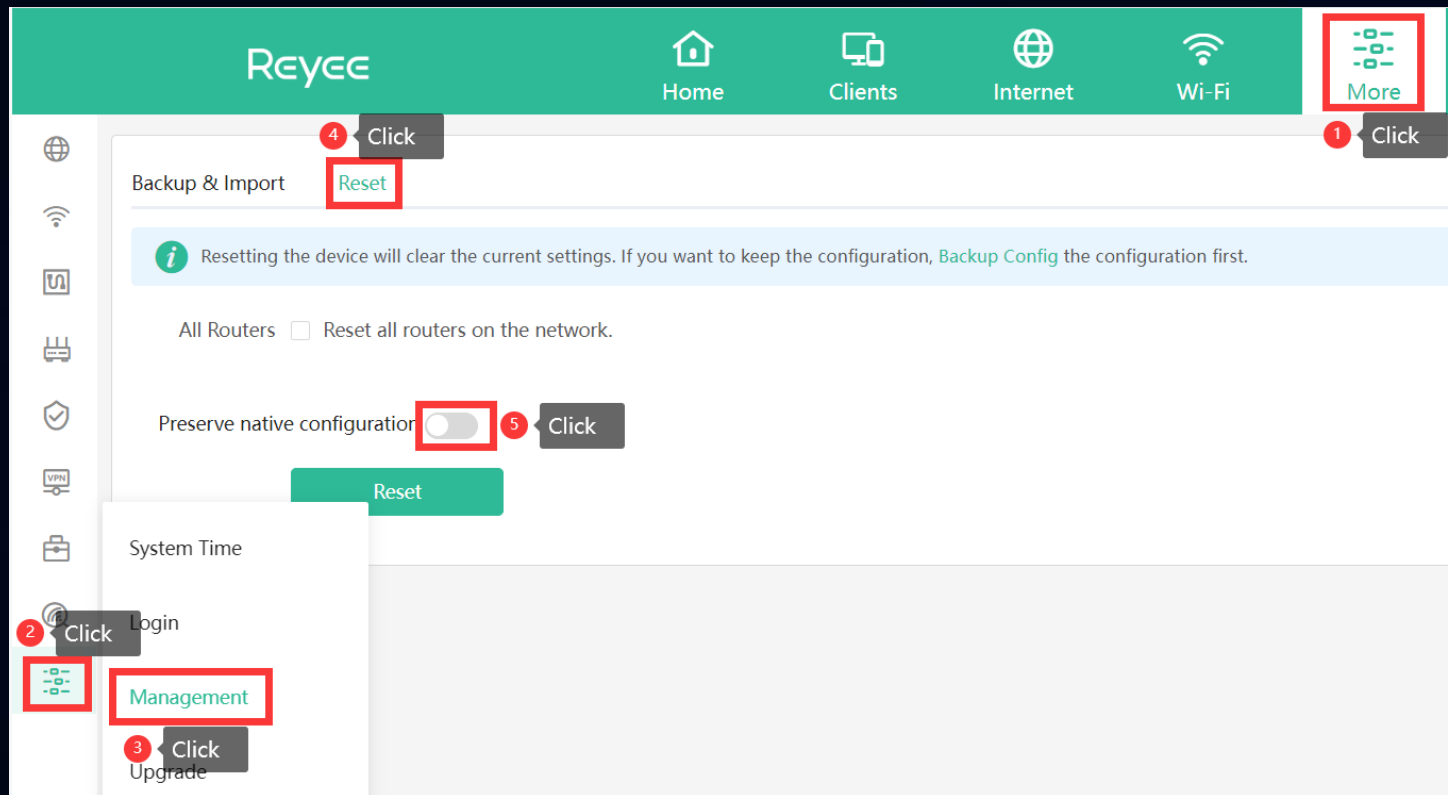 Reyee
Home
Clients
Internet
Wi-Fi
More
1 Click
4 Click
Backup & Import
Reset
i Resetting the device will clear the current settings. If you want to keep the configuration, Backup Config the configuration first.
All Routers Reset all routers on the network.
Preserve native configuration
5 Click
Reset
VPN
System Time
2 Click
Login
Management
3 Click
Upgrade